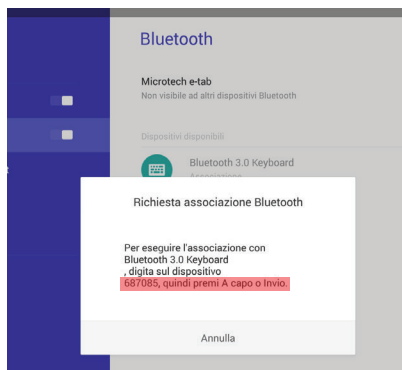 Bluetooth
Microtech e-tab
Non visibile ad altri dispositivi Bluetooth
Dispositivi disponibili
Bluetooth 3.0 Keyboard
Associazione
Richiesta associazione Bluetooth
Per eseguire l'associazione con
Bluetooth 3.0 Keyboard
, digita sul dispositivo
687085, quindi premi A capo o Invio.
Annulla